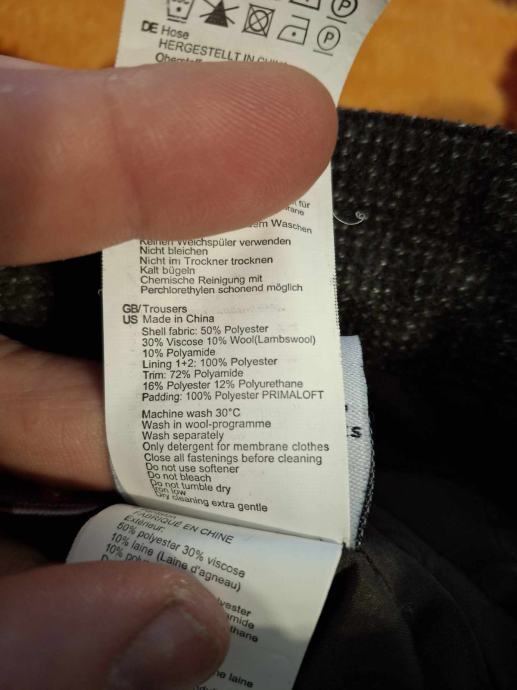 P
P
DE Hose
HERGESTELLT IN CHINA
für
dem Waschen
Keinen Weichspüler verwenden
Nicht bleichen
Nicht im Trockner trocknen
Kalt bügeln
Chemische Reinigung mit
Perchlorethylen schonend möglich
GB/ Trousers
US Made in China
Shell fabric: 50% Polyester
30% Viscose 10% Wool(Lambswool)
10% Polyamide
Lining 1+2: 100% Polyester
Trim: 72% Polyamide
16% Polyester 12% Polyurethane
Padding: 100% Polyester PRIMALOFT
Machine wash 30°C
Wash in wool-programme
Wash separately
Only detergent for membrane clothes
Close all fastenings before cleaning
Do not use softener
Do not bleach
Do not tumble dry
Iron low
Dry cleaning extra gentle
FABRIQUÉ EN CHINE
Extérieur:
50% polyester 30% viscose
10% laine (Laine d'agneau)
10%
laine